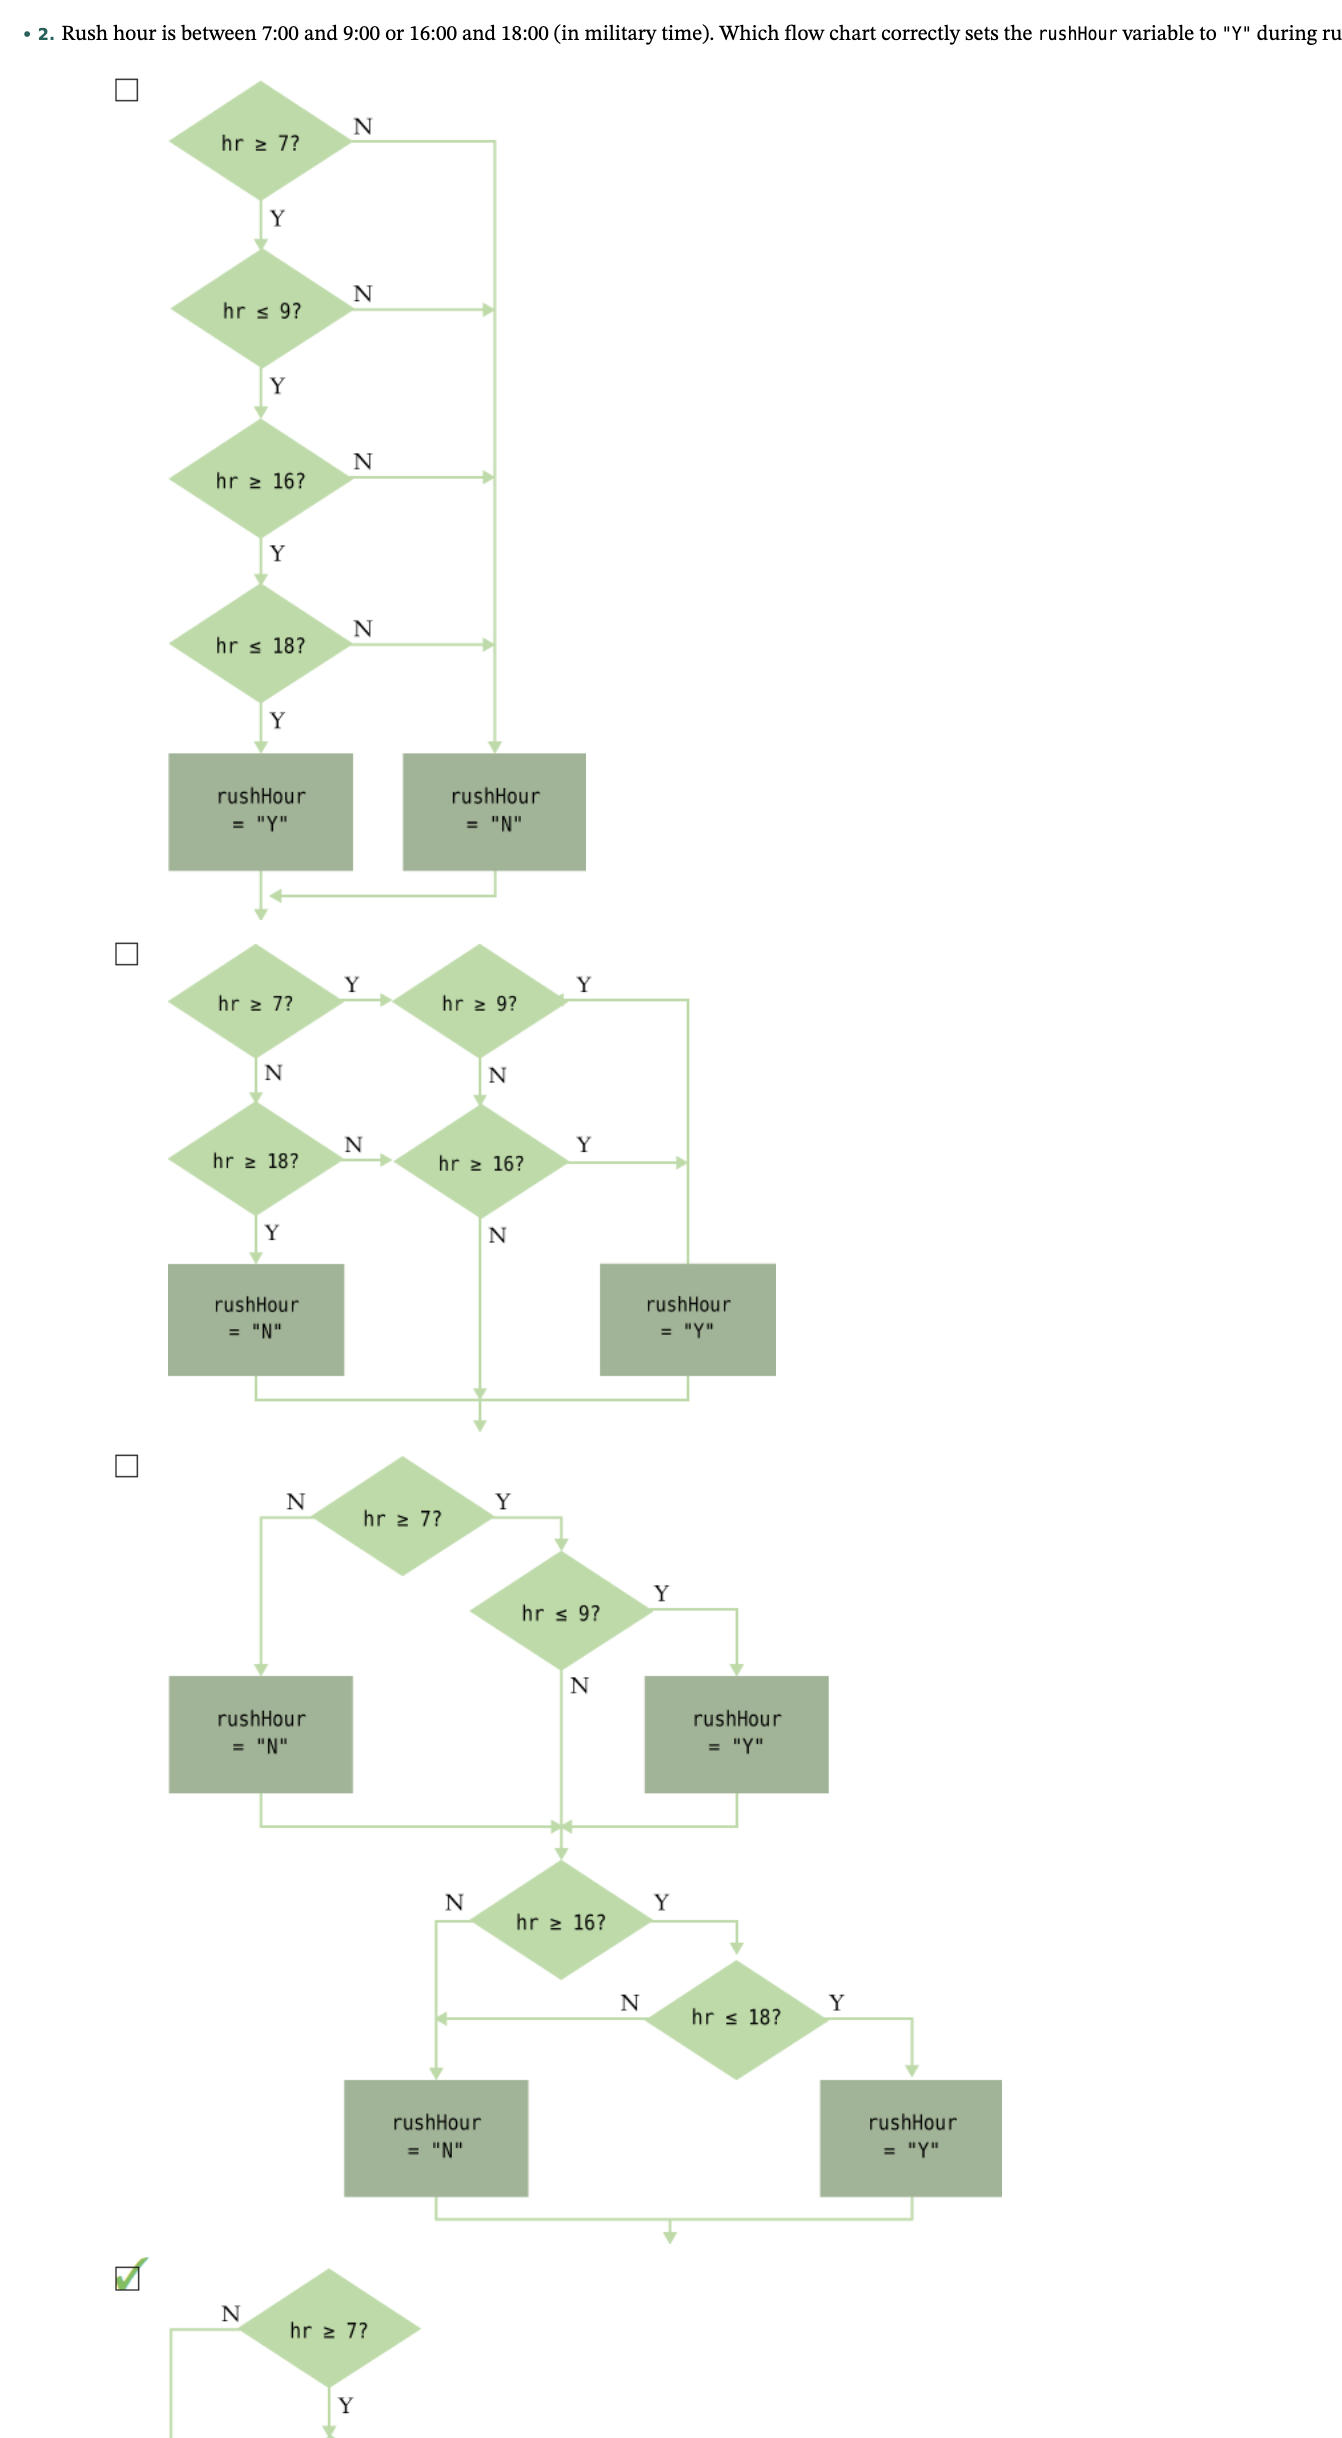 • 2. Rush hour is between 7:00 and 9:00 or 16:00 and 18:00 (in military time). Which flow chart correctly sets the rushHour variable to "Y" during
N
hr ≥ 7?
Y
N
hr ≤ 9?
Y
N
hr ≥ 16?
Y
N
hr ≤ 18?
Y
rushHour rushHour
= "Y" = "N"
Y Y
hr ≥ 7? hr ≥ 9?
N N
N Y
hr ≥ 18? hr ≥ 16?
Y N
rushHour rushHour
= "N" = "Y"
N Y
hr ≥ 7?
Y
hr ≤ 9?
N
rushHour rushHour
= "N" = "Y"
N Y
hr ≥ 16?
N Y
hr ≤ 18?
rushHour rushHour
= "N" = "Y"
N
hr ≥ 7?
Y